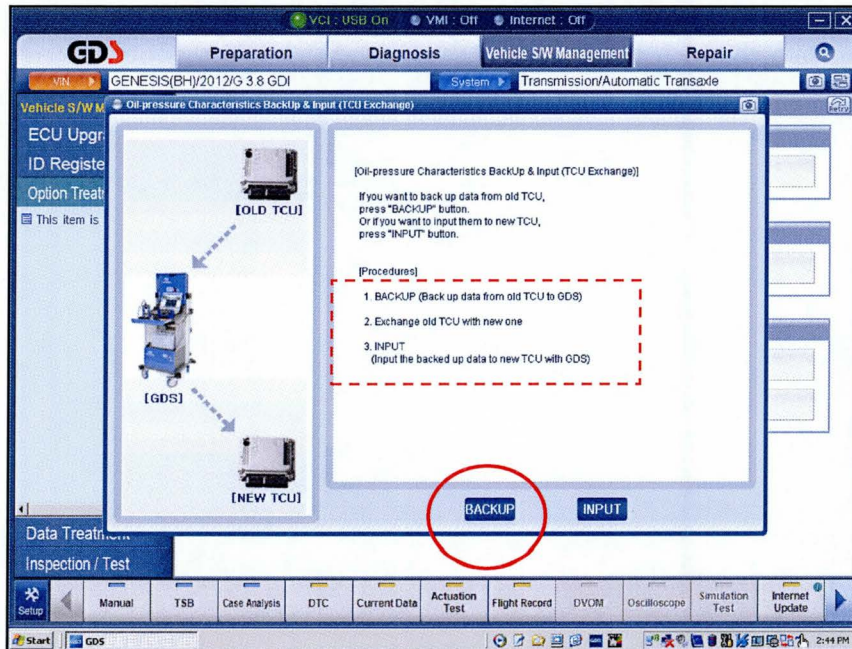 VCI : USB On VMI : Off Internet : Off
GDS Preparation Diagnosis Vehicle S/W Management Repair
VIN GENESIS(BH)/2012/G 3.8 GDI System Transmission/Automatic Transaxle
Vehicle S/W M
Oil-pressure Characteristics BackUp & Input (TCU Exchange)
Retry
ECU Upgr
ID Registe
Option Treat
This item is
[OLD TCU]
[GDS]
[NEW TCU]
[Oil-pressure Characteristics BackUp & Input (TCU Exchange)]
If you want to back up data from old TCU,
press "BACKUP" button.
Or if you want to input them to new TCU,
press "INPUT" button.
[Procedures]
1. BACKUP (Back up data from old TCU to GDS)
2. Exchange old TCU with new one
3. INPUT
(Input the backed up data to new TCU with GDS)
BACKUP INPUT
Data Treatment
Inspection / Test
Setup Manual TSB Case Analysis DTC Current Data Actuation Test Flight Record DVOM Oscilloscope Simulation Test Internet Update
Start GDS 2:44 PM